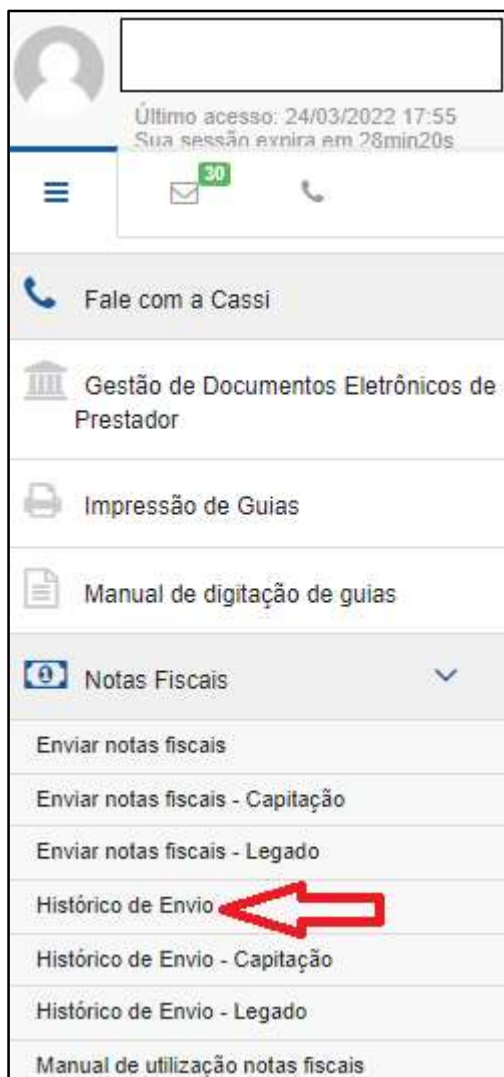 Último acesso: 24/03/2022 17:55
Sua sessão expira em 28min20s
30
Fale com a Cassi
Gestão de Documentos Eletrônicos de
Prestador
Impressão de Guias
Manual de digitação de guias
Notas Fiscais
Enviar notas fiscais
Enviar notas fiscais - Capitação
Enviar notas fiscais - Legado
Histórico de Envio
Histórico de Envio - Capitação
Histórico de Envio - Legado
Manual de utilização notas fiscais